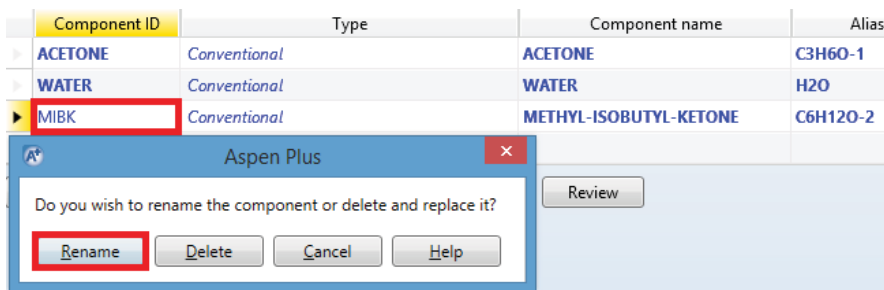 Component ID Type Component name Alias
ACETONE Conventional ACETONE C3H6O-1
WATER Conventional WATER H2O
MIBK Conventional METHYL-ISOBUTYL-KETONE C6H12O-2
Aspen Plus
Do you wish to rename the component or delete and replace it?
Review
Rename Delete Cancel Help